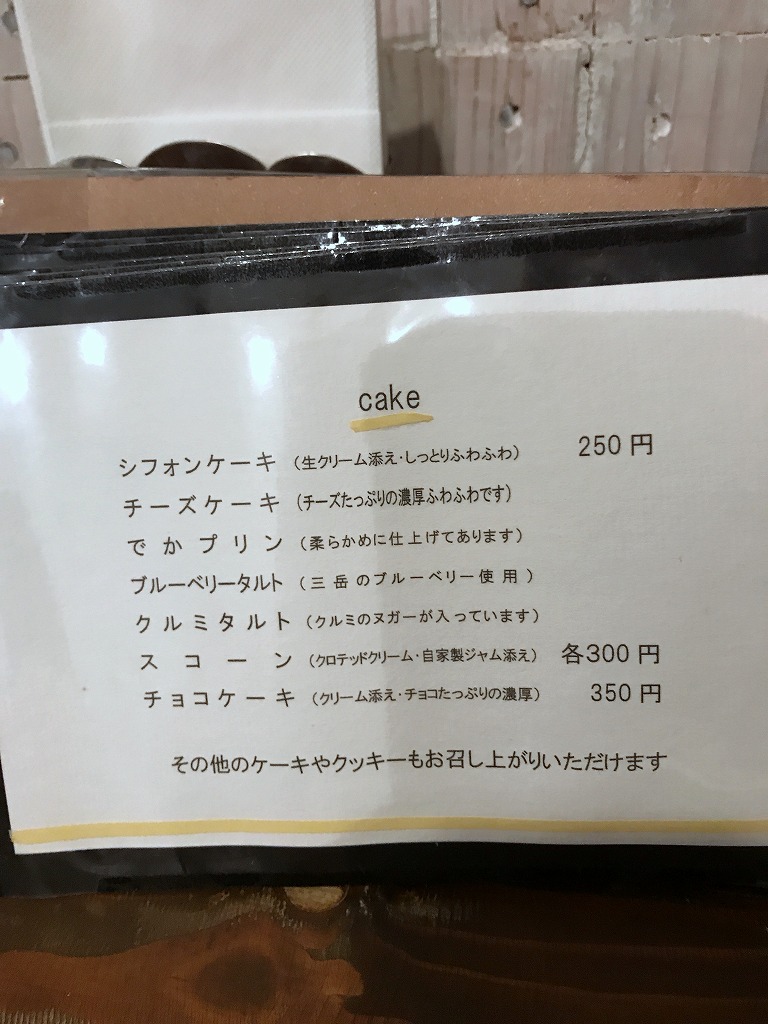 cake
シフォンケーキ (生クリーム添え・しっとりふわふわ) 250円
チーズケーキ (チーズたっぷりの濃厚ふわふわです)
でかプリン (柔らかめに仕上げてあります)
ブルーベリータルト (三岳のブルーベリー使用)
クルミタルト (クルミのヌガーが入っています)
スコーン (クロテッドクリーム・自家製ジャム添え) 各300円
チョコケーキ (クリーム添え・チョコたっぷりの濃厚) 350円
その他のケーキやクッキーもお召し上がりいただけます